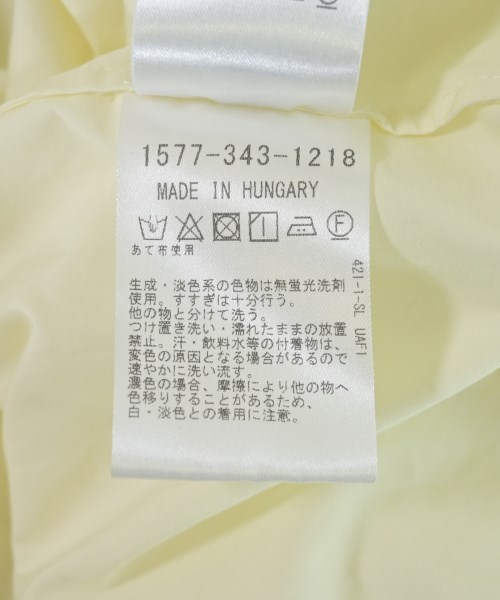 1577-343-1218
MADE IN HUNGARY
F
あて布使用
生成・淡色系の色物は無蛍光洗剤
使用。すすぎは十分行う。
他の物と分けて洗う。
つけ置き洗い・濡れたままの放置
禁止。汗・飲料水等の付着物は、
変色の原因となる場合があるので
速やかに洗い流す。
濃色の場合、摩擦により他の物へ
色移りすることがあるため、
白・淡色との着用に注意。
421-1-SL UAF1